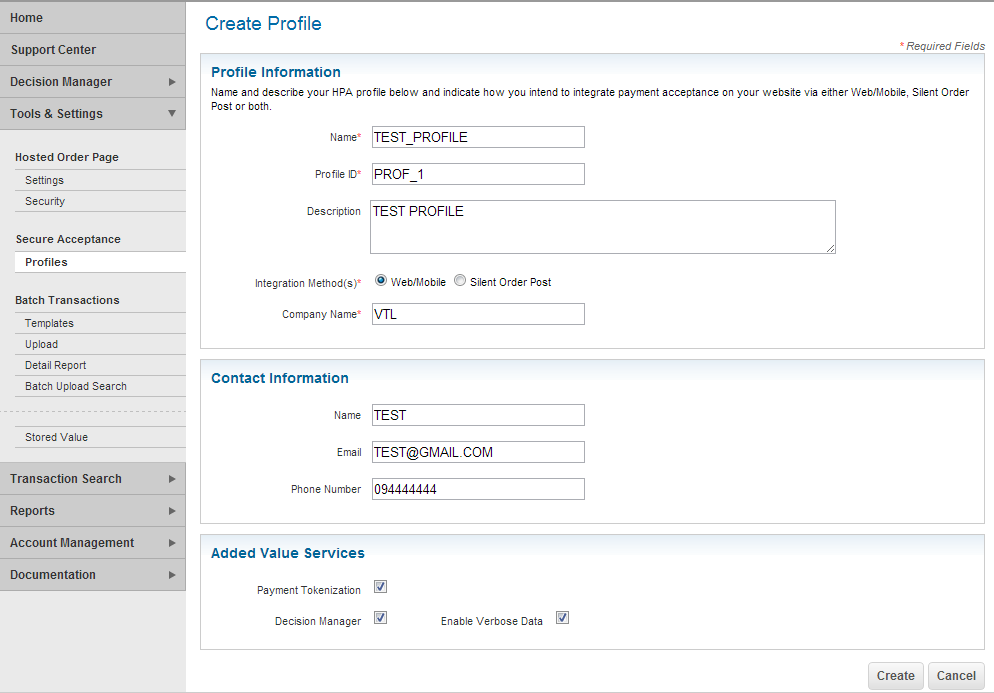 Home
Support Center
Decision Manager
Tools & Settings
Hosted Order Page
Settings
Security
Secure Acceptance
Profiles
Batch Transactions
Templates
Upload
Detail Report
Batch Upload Search
Stored Value
Transaction Search
Reports
Account Management
Documentation
Create Profile
* Required Fields
Profile Information
Name and describe your HPA profile below and indicate how you intend to integrate payment acceptance on your website via either Web/Mobile, Silent Order
Post or both.
Name* TEST_PROFILE
Profile ID* PROF_1
Description TEST PROFILE
Integration Method(s)* Web/Mobile Silent Order Post
Company Name* VTL
Contact Information
Name TEST
Email TEST@GMAIL.COM
Phone Number 094444444
Added Value Services
Payment Tokenization
Decision Manager Enable Verbose Data
Create Cancel